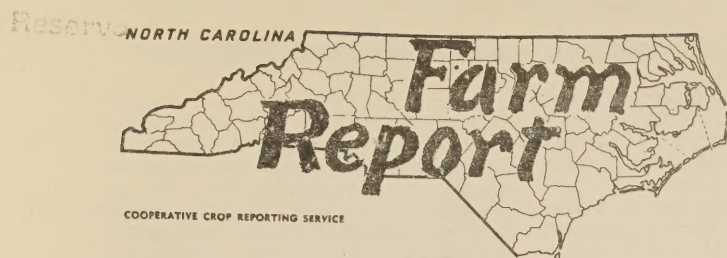 Reserve
NORTH CAROLINA
Farm
Report
COOPERATIVE CROP REPORTING SERVICE